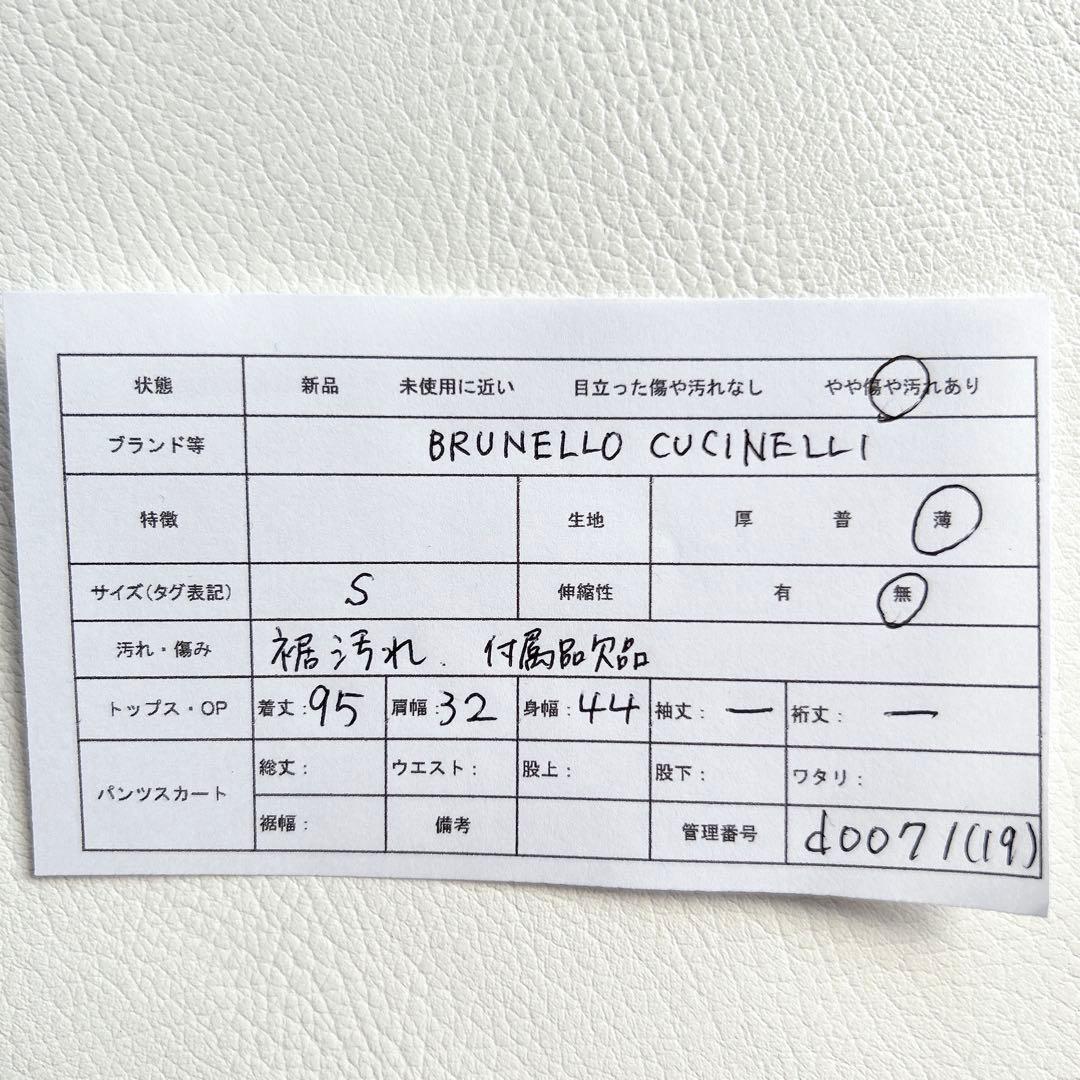 状態 新品 未使用に近い 目立った傷や汚れなし やや傷や汚れあり
ブランド等 BRUNELLO CUCINELLI
特徴 生地 厚 普 薄
サイズ(タグ表記) S 伸縮性 有 無
汚れ・傷み 裾汚れ. 付属品欠品
トップス・OP 着丈:95 肩幅:32 身幅:44 袖丈: ー 裄丈: ー
パンツスカート 総丈: ウエスト: 股上: 股下: ワタリ:
裾幅: 備考 管理番号 d0071(19)